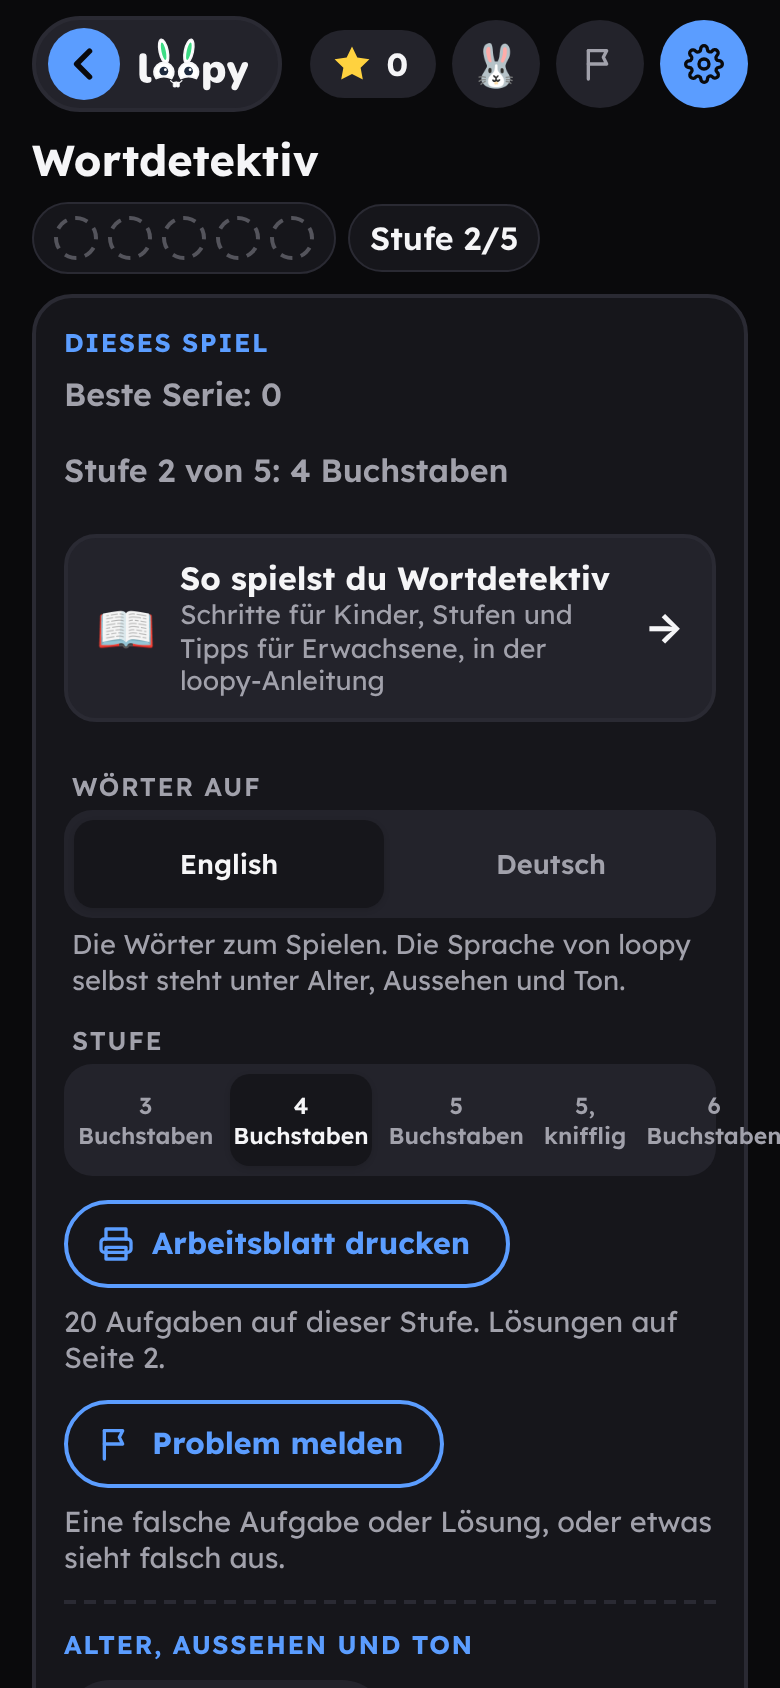 loopy
0
Wortdetektiv
Stufe 2/5
DIESES SPIEL
Beste Serie: 0
Stufe 2 von 5: 4 Buchstaben
So spielst du Wortdetektiv
Schritte für Kinder, Stufen und
Tipps für Erwachsene, in der
loopy-Anleitung
WÖRTER AUF
English
Deutsch
Die Wörter zum Spielen. Die Sprache von loopy
selbst steht unter Alter, Aussehen und Ton.
STUFE
3
Buchstaben
4
Buchstaben
5
Buchstaben
5,
knifflig
6
Buchstaben
Arbeitsblatt drucken
20 Aufgaben auf dieser Stufe. Lösungen auf
Seite 2.
Problem melden
Eine falsche Aufgabe oder Lösung, oder etwas
sieht falsch aus.
ALTER, AUSSEHEN UND TON